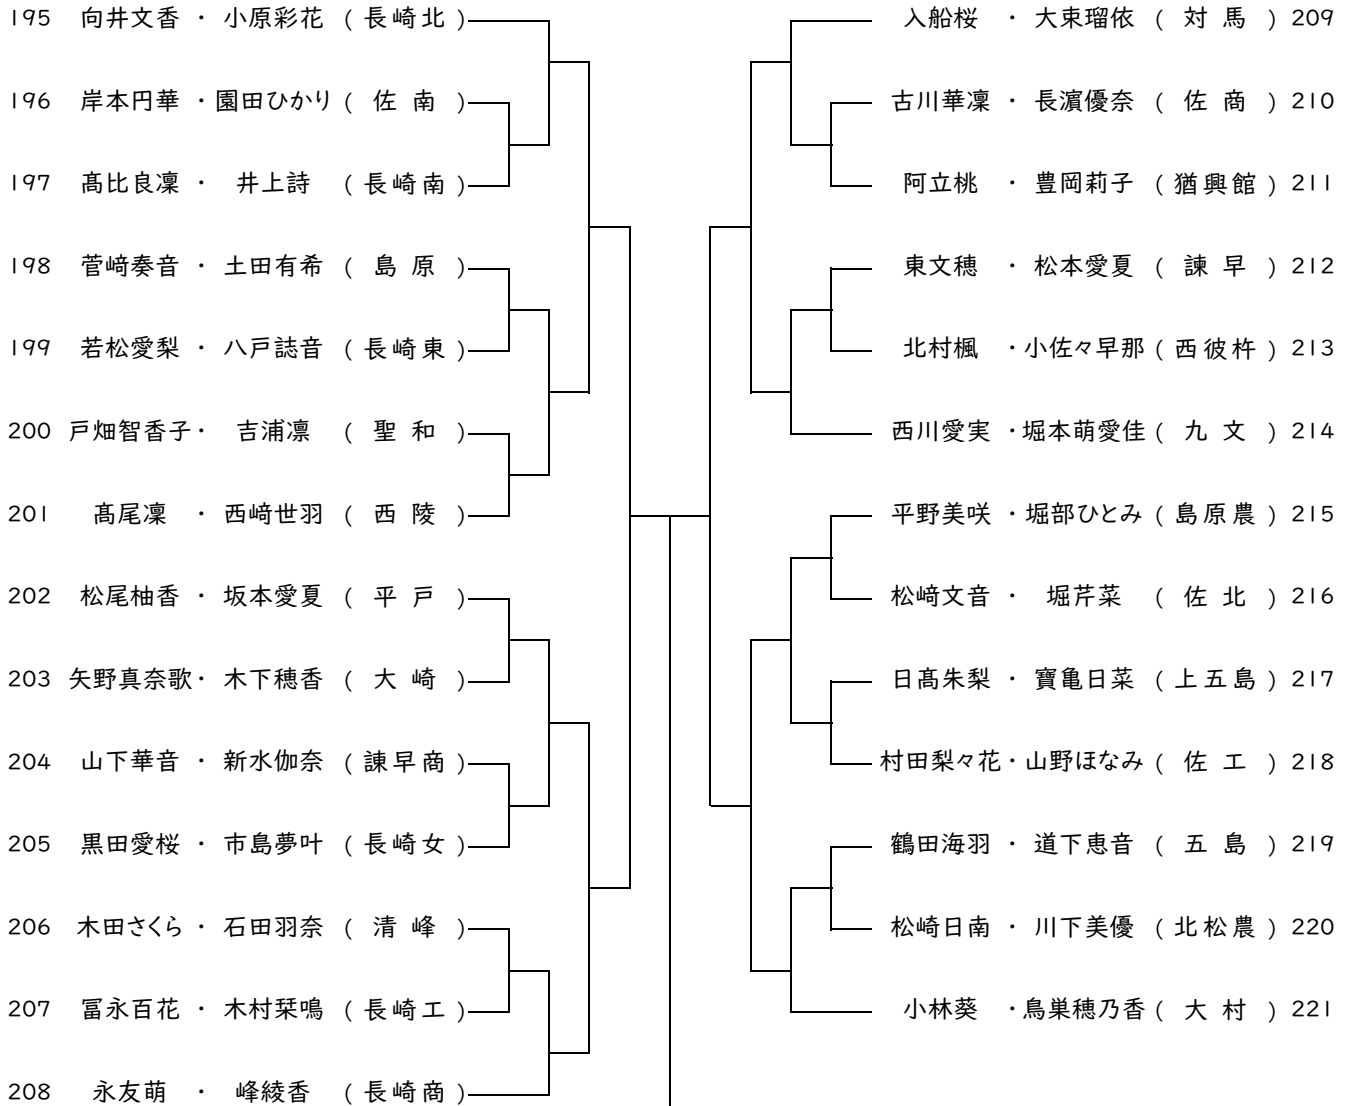 195 向井文香 ・ 小原彩花 ( 長崎北 )
196 岸本円華 ・ 園田ひかり ( 佐南 )
197 髙比良凜 ・ 井上詩 ( 長崎南 )
198 菅﨑奏音 ・ 土田有希 ( 島原 )
199 若松愛梨 ・ 八戸誌音 ( 長崎東 )
200 戸畑智香子 ・ 吉浦凛 ( 聖和 )
201 髙尾凜 ・ 西﨑世羽 ( 西陵 )
202 松尾柚香 ・ 坂本愛夏 ( 平戸 )
203 矢野真奈歌 ・ 木下穂香 ( 大崎 )
204 山下華音 ・ 新水伽奈 ( 諫早商 )
205 黒田愛桜 ・ 市島夢叶 ( 長崎女 )
206 木田さくら ・ 石田羽奈 ( 清峰 )
207 冨永百花 ・ 木村栞鳴 ( 長崎工 )
208 永友萌 ・ 峰綾香 ( 長崎商 )
入船桜 ・ 大束瑠依 ( 対馬 ) 209
古川華凜 ・ 長濵優奈 ( 佐商 ) 210
阿立桃 ・ 豊岡莉子 ( 猶興館 ) 211
東文穂 ・ 松本愛夏 ( 諫早 ) 212
北村楓 ・ 小佐々早那 ( 西彼杵 ) 213
西川愛実 ・ 堀本萌愛佳 ( 九文 ) 214
平野美咲 ・ 堀部ひとみ ( 島原農 ) 215
松﨑文音 ・ 堀芹菜 ( 佐北 ) 216
日髙朱梨 ・ 寶亀日菜 ( 上五島 ) 217
村田梨々花 ・ 山野ほなみ ( 佐工 ) 218
鶴田海羽 ・ 道下恵音 ( 五島 ) 219
松崎日南 ・ 川下美優 ( 北松農 ) 220
小林葵 ・ 鳥巣穂乃香 ( 大村 ) 221